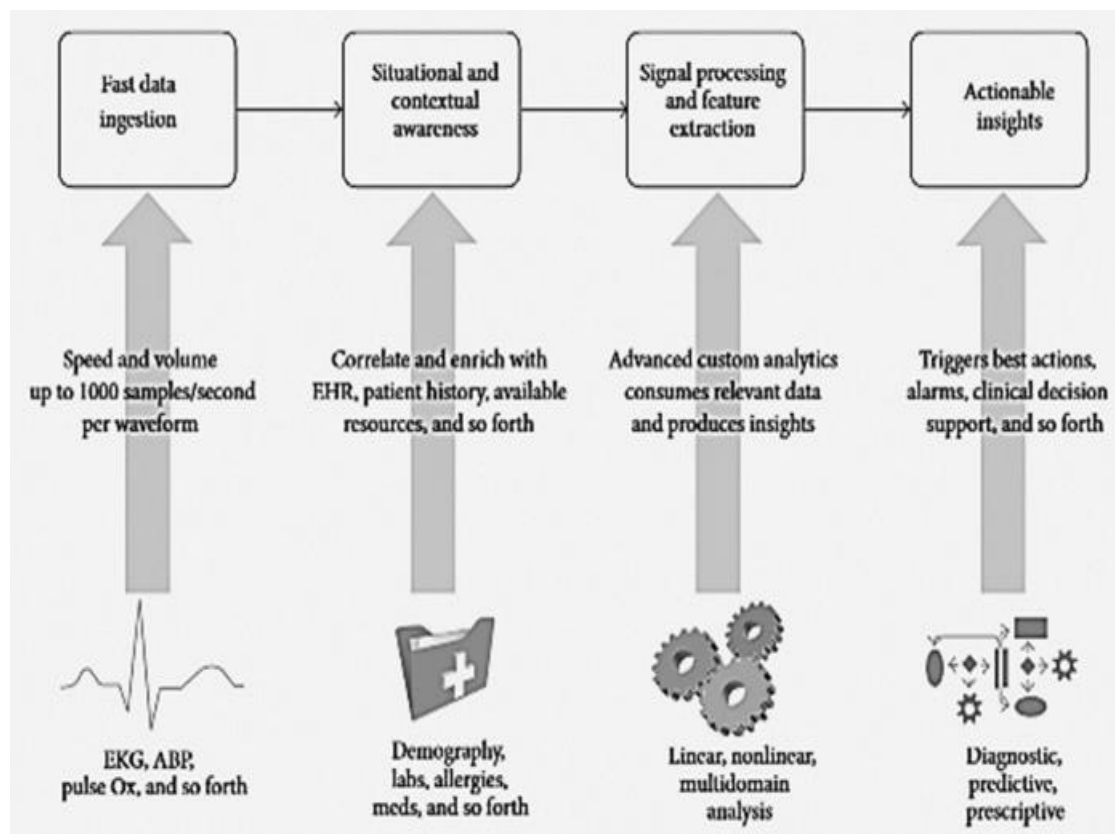 Fast data
ingestion
Situational and
contextual
awareness
Signal processing
and feature
extraction
Actionable
insights
Speed and volume
up to 1000 samples/second
per waveform
Correlate and enrich with
EHR, patient history, available
resources, and so forth
Advanced custom analytics
consumes relevant data
and produces insights
Triggers best actions,
alarms, clinical decision
support, and so forth
EKG, ABP,
pulse Ox, and so forth
Demography,
labs, allergies,
meds, and so forth
Linear, nonlinear,
multidomain
analysis
Diagnostic,
predictive,
prescriptive